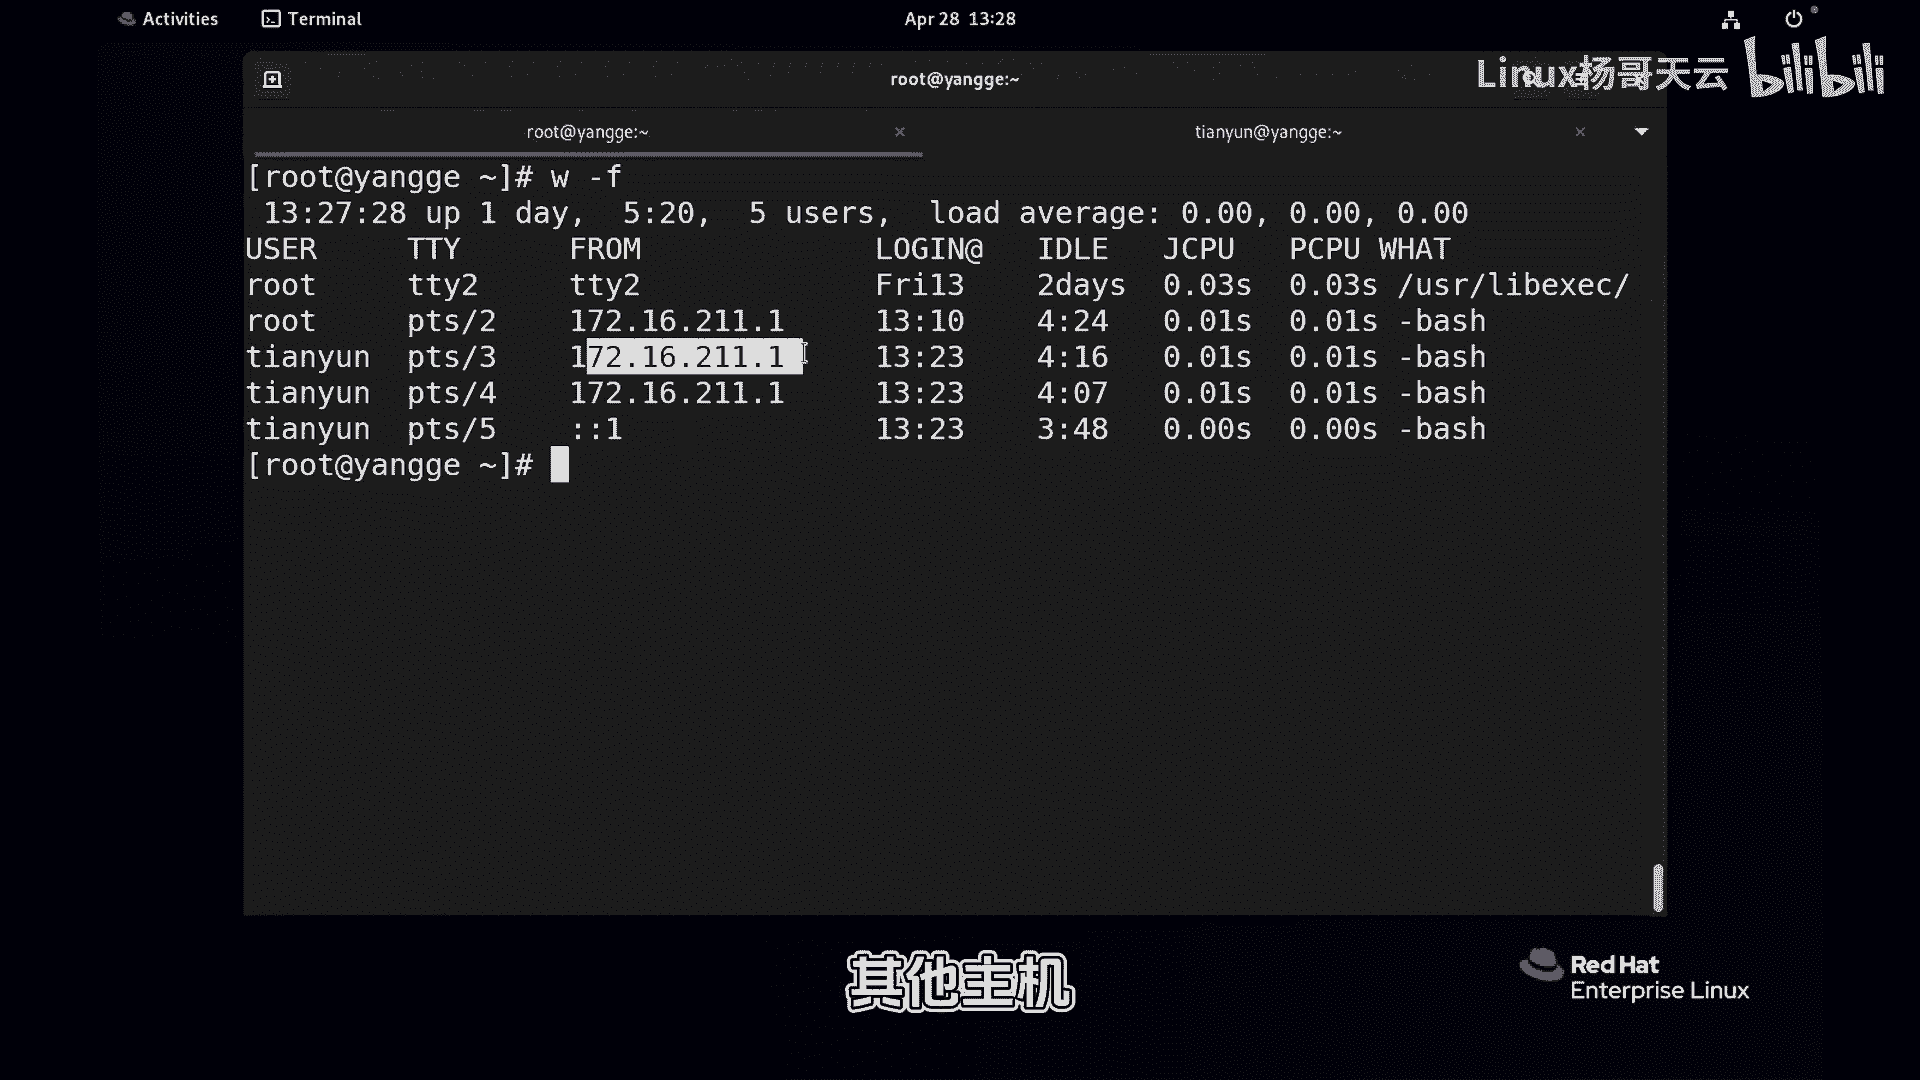 Activities
Terminal
Apr 28 13:28
root@yangge:~
Linux杨哥天云 bilibili
root@yangge:~
tianyun@yangge:~
[root@yangge ~]# w -f
13:27:28 up 1 day,  5:20,  5 users,  load average: 0.00, 0.00, 0.00
USER     TTY      FROM             LOGIN@   IDLE   JCPU   PCPU WHAT
root     tty2     tty2             Fri13    2days  0.03s  0.03s /usr/libexec/
root     pts/2    172.16.211.1     13:10    4:24   0.01s  0.01s -bash
tianyun  pts/3    172.16.211.1     13:23    4:16   0.01s  0.01s -bash
tianyun  pts/4    172.16.211.1     13:23    4:07   0.01s  0.01s -bash
tianyun  pts/5    ::1              13:23    3:48   0.00s  0.00s -bash
[root@yangge ~]#
其他主机
Red Hat
Enterprise Linux